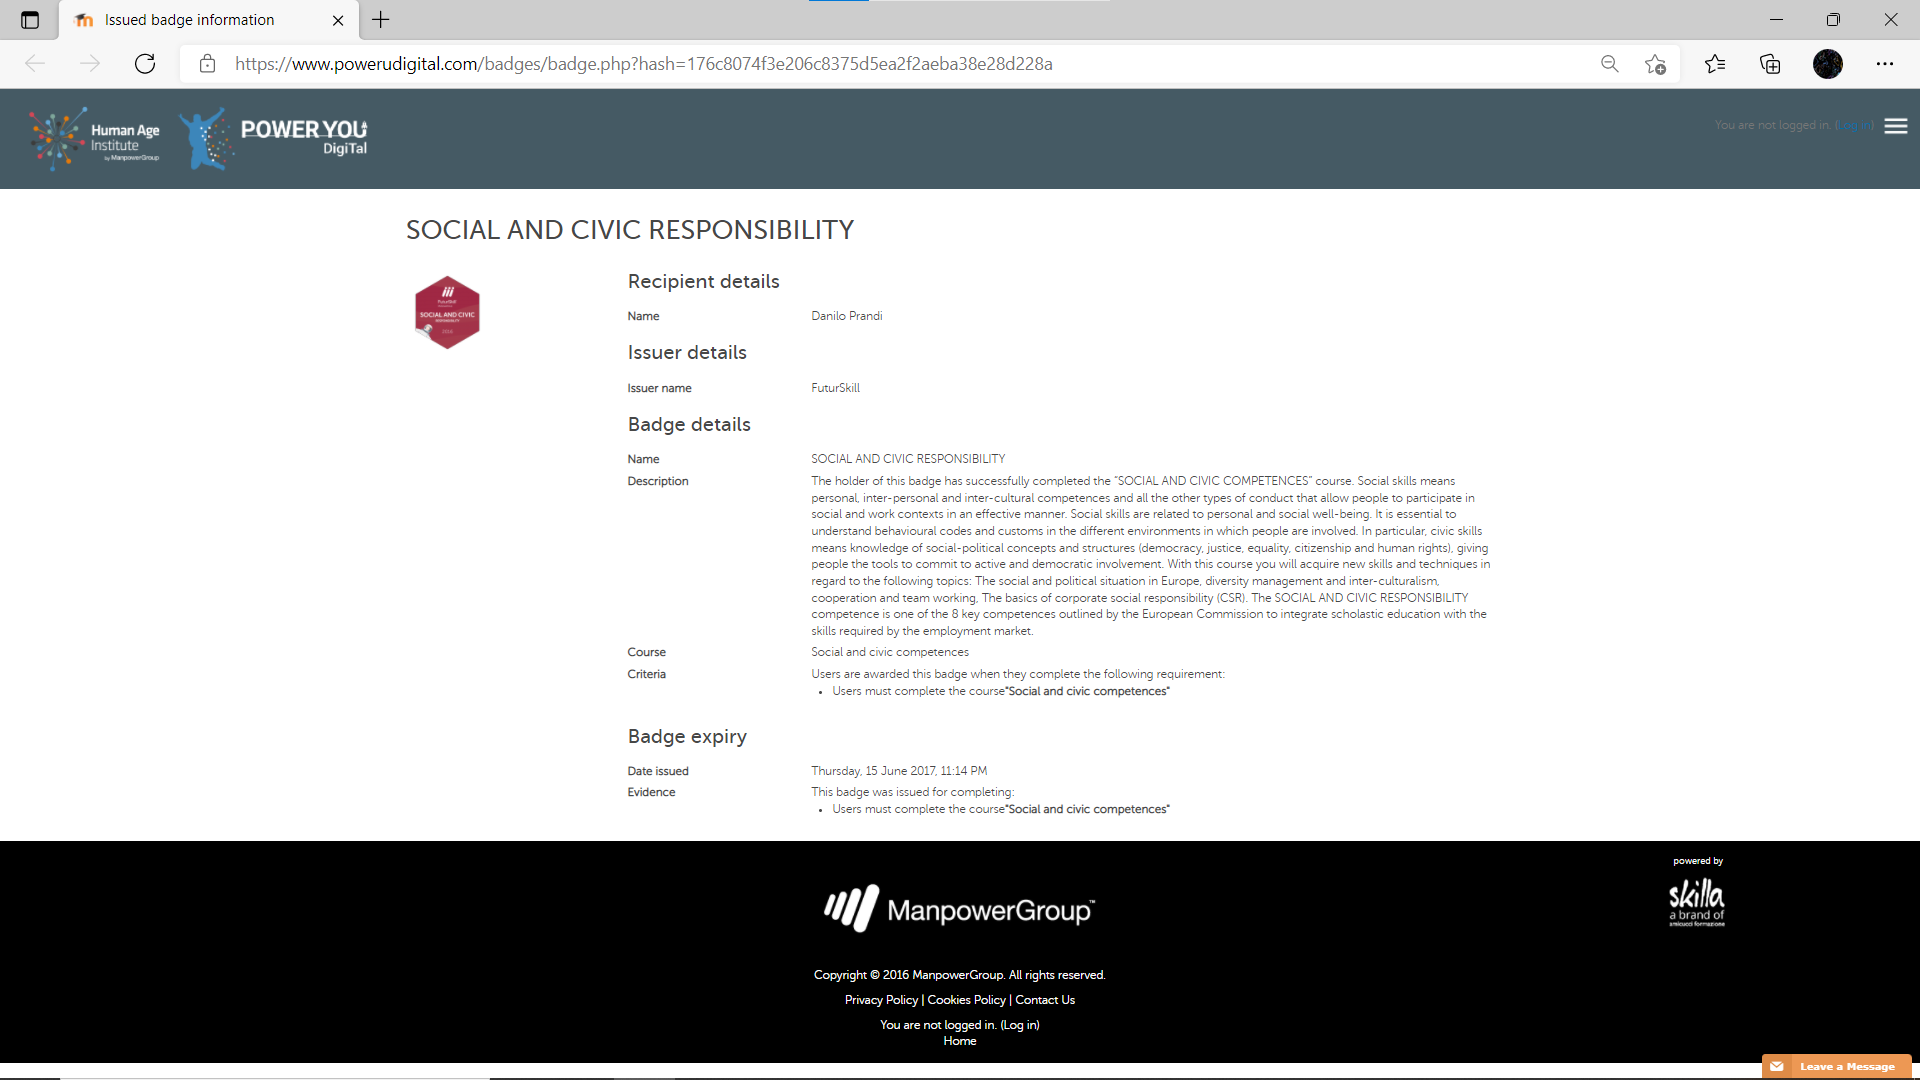 Issued badge information
https://www.powerudigital.com/badges/badge.php?hash=176c8074f3e206c8375d5ea2f2aeba38e28d228a
Human Age
Institute
by ManpowerGroup
POWER YOU
DigiTal
You are not logged in. (Log in)
SOCIAL AND CIVIC RESPONSIBILITY
FuturSkill
SOCIAL AND CIVIC
RESPONSIBILITY
2016
Recipient details
Name Danilo Prandi
Issuer details
Issuer name FuturSkill
Badge details
Name SOCIAL AND CIVIC RESPONSIBILITY
Description The holder of this badge has successfully completed the "SOCIAL AND CIVIC COMPETENCES" course. Social skills means
personal, inter-personal and inter-cultural competences and all the other types of conduct that allow people to participate in
social and work contexts in an effective manner. Social skills are related to personal and social well-being. It is essential to
understand behavioural codes and customs in the different environments in which people are involved. In particular, civic skills
means knowledge of social-political concepts and structures (democracy, justice, equality, citizenship and human rights), giving
people the tools to commit to active and democratic involvement. With this course you will acquire new skills and techniques in
regard to the following topics: The social and political situation in Europe, diversity management and inter-culturalism,
cooperation and team working, The basics of corporate social responsibility (CSR). The SOCIAL AND CIVIC RESPONSIBILITY
competence is one of the 8 key competences outlined by the European Commission to integrate scholastic education with the
skills required by the employment market.
Course Social and civic competences
Criteria Users are awarded this badge when they complete the following requirement:
• Users must complete the course"Social and civic competences"
Badge expiry
Date issued Thursday, 15 June 2017, 11:14 PM
Evidence This badge was issued for completing:
• Users must complete the course"Social and civic competences"
powered by
skilla
a brand of
amicucci formazione
ManpowerGroup™
Copyright © 2016 ManpowerGroup. All rights reserved.
Privacy Policy | Cookies Policy | Contact Us
You are not logged in. (Log in)
Home
Leave a Message